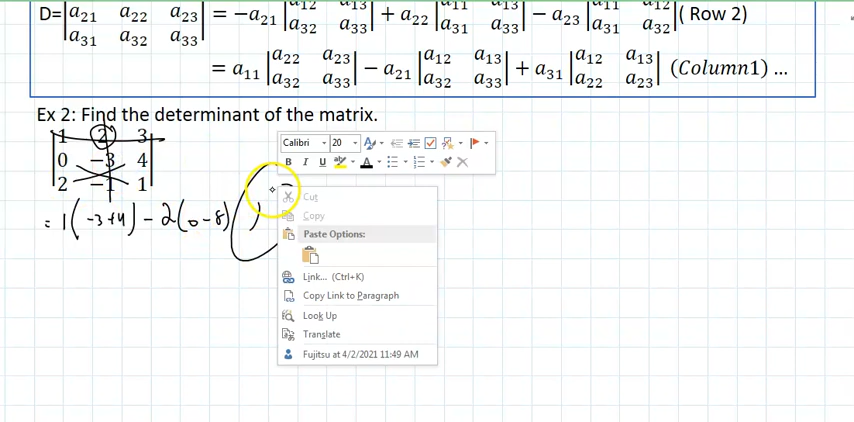 D=|a21 a22 a23| = −a21 |a12 a13| + a22 |a11 a13| − a23 |a11 a12| ( Row 2)
|a31 a32 a33| |a32 a33| |a31 a33| |a31 a32|
= a11 |a22 a23| − a21 |a12 a13| + a31 |a12 a13| (Column1) ...
|a32 a33| |a32 a33| |a22 a23|
Ex 2: Find the determinant of the matrix.
1 2 3
0 −3 4
2 −1 1
= 1(-3+4) - 2(0-8)
Calibri 20
B I U ab A
Cut
Copy
Paste Options:
Link... (Ctrl+K)
Copy Link to Paragraph
Look Up
Translate
Fujitsu at 4/2/2021 11:49 AM